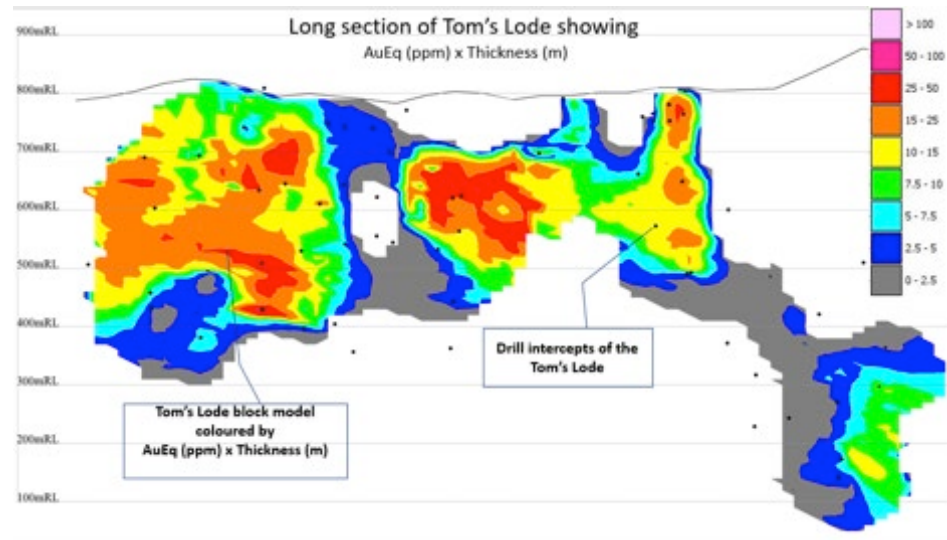 Long section of Tom's Lode showing
AuEq (ppm) x Thickness (m)
900mRL
800mRL
700mRL
600mRL
500mRL
400mRL
300mRL
200mRL
100mRL
> 100
50 - 100
25 - 50
15 - 25
10 - 15
7.5 - 10
5 - 7.5
2.5 - 5
0 - 2.5
Drill intercepts of the
Tom's Lode
Tom's Lode block model
coloured by
AuEq (ppm) x Thickness (m)